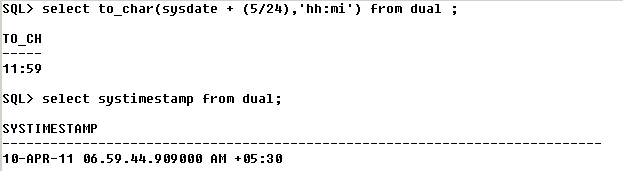 SQL> select to_char(sysdate + (5/24),'hh:mi') from dual ;
TO_CH
-----
11:59
SQL> select systimestamp from dual;
SYSTIMESTAMP
---------------------------------------------------------------------------
10-APR-11 06.59.44.909000 AM +05:30